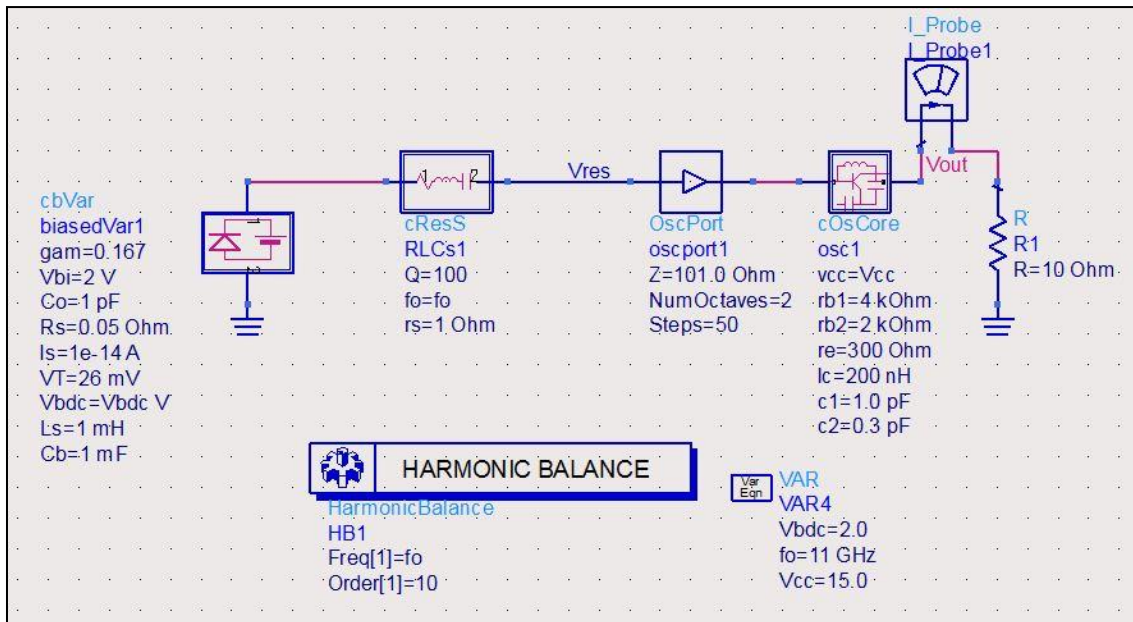 I_Probe
I_Probe1
Vres
Vout
cbVar
biasedVar1
gam=0.167
Vbi=2 V
Co=1 pF
Rs=0.05 Ohm
Is=1e-14 A
VT=26 mV
Vbdc=Vbdc V
Ls=1 mH
Cb=1 mF
1
2
1
2
cResS
RLCs1
Q=100
fo=fo
rs=1 Ohm
OscPort
oscport1
Z=101.0 Ohm
NumOctaves=2
Steps=50
cOsCore
osc1
vcc=Vcc
rb1=4 kOhm
rb2=2 kOhm
re=300 Ohm
lc=200 nH
c1=1.0 pF
c2=0.3 pF
R
R1
R=10 Ohm
HARMONIC BALANCE
HarmonicBalance
HB1
Freq[1]=fo
Order[1]=10
Var
Eqn
VAR
VAR4
Vbdc=2.0
fo=11 GHz
Vcc=15.0